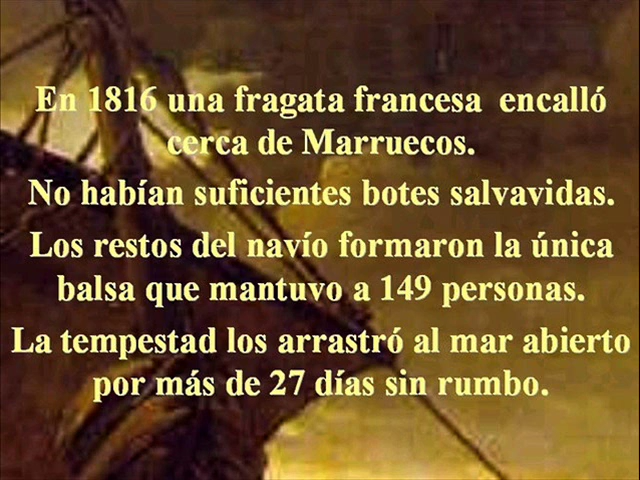 En 1816 una fragata francesa encalló
cerca de Marruecos.
No habían suficientes botes salvavidas.
Los restos del navío formaron la única
balsa que mantuvo a 149 personas.
La tempestad los arrastró al mar abierto
por más de 27 días sin rumbo.